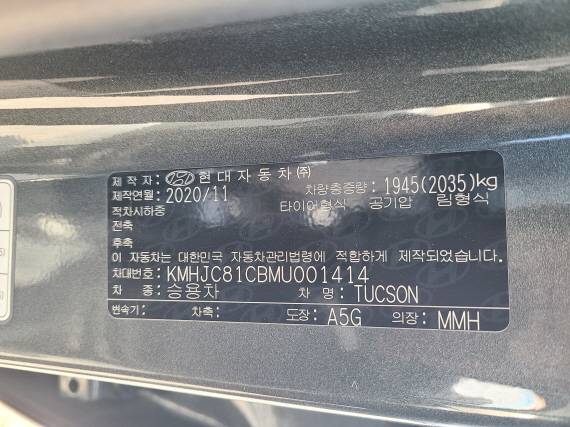 제 작 자: 현대자동차㈜
제작연월: 2020/11 차량총중량: 1945(2035)kg
적차시하중 타이어형식 공기압 림형식
전축
후축
이 자동차는 대한민국 자동차관리법령에 적합하게 제작되었습니다.
차대번호: KMHJC81CBMU001414
차 종: 승용차 차 명: TUCSON
변속기: 차축: 도장: A5G 의장: MMH